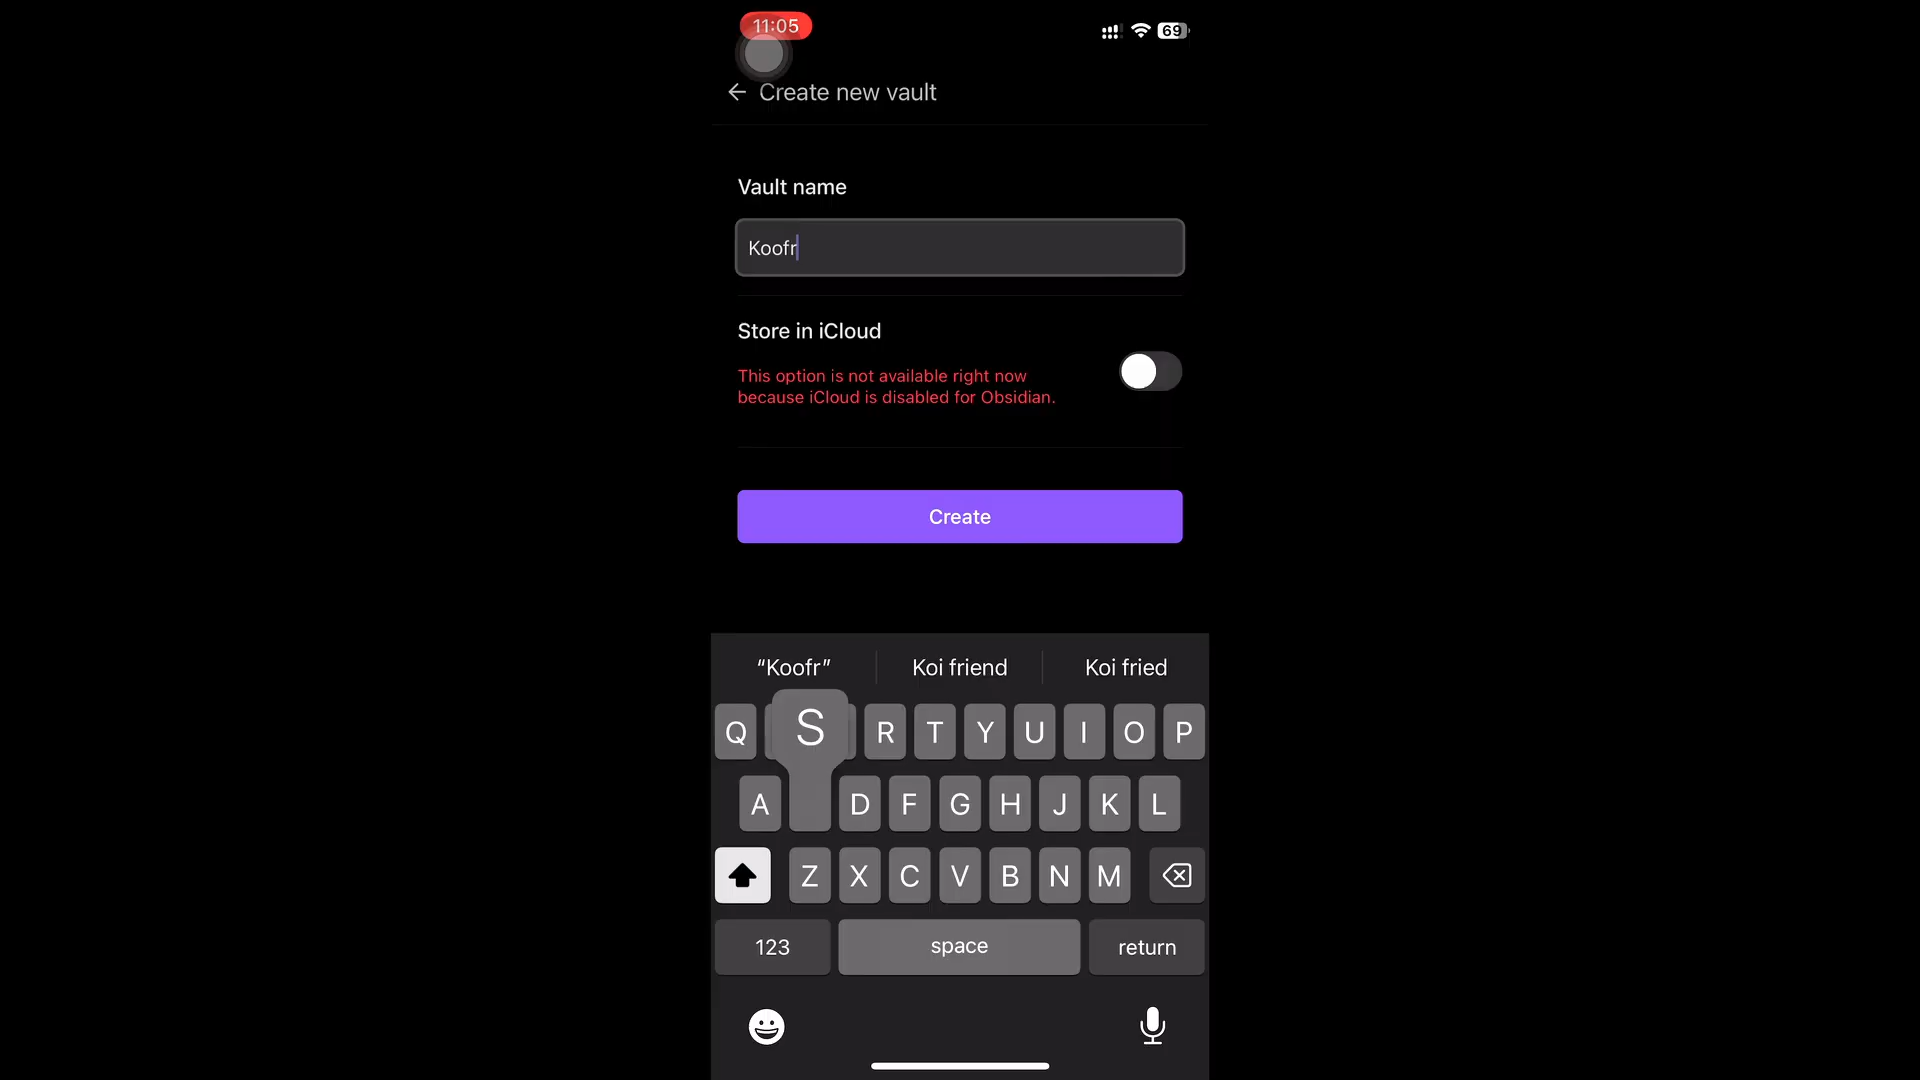 11:05
69
Create new vault
Vault name
Koofr
Store in iCloud
This option is not available right now
because iCloud is disabled for Obsidian.
Create
“Koofr” Koi friend Koi fried
Q S R T Y U I O P
A D F G H J K L
Z X C V B N M
123 space return